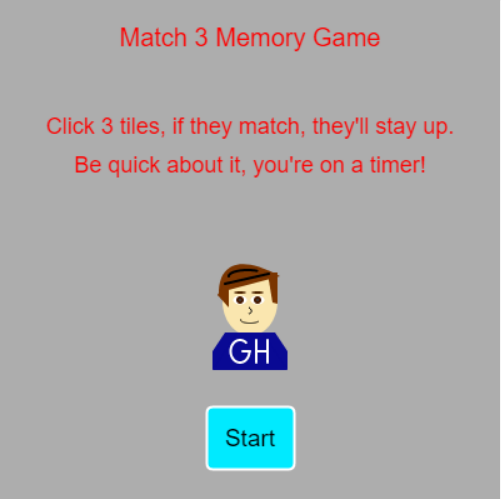 Match 3 Memory Game
Click 3 tiles, if they match, they'll stay up.
Be quick about it, you're on a timer!
GH
Start